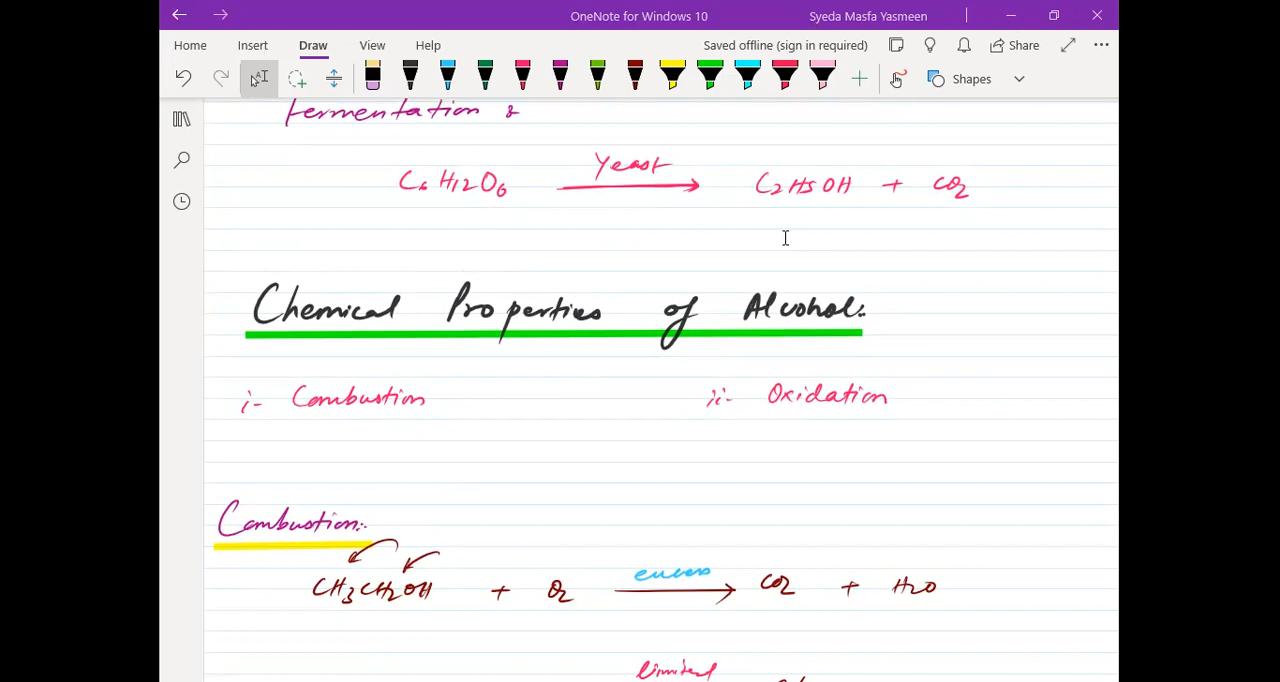 OneNote for Windows 10 Syeda Masfa Yasmeen
Home Insert Draw View Help Saved offline (sign in required) Share
Shapes
Fermentation :
Yeast
C6H12O6 → C2H5OH + CO2
Chemical Properties of Alcohol:
i- Combustion ii- Oxidation
Combustion:
excess
CH3CH2OH + O2 → CO2 + H2O
limited